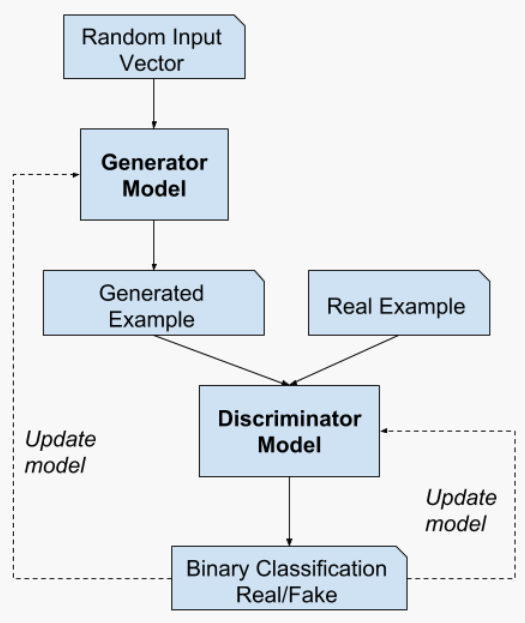 Random Input
Vector
Generator
Model
Generated
Example
Real Example
Discriminator
Model
Update
model
Update
model
Binary Classification
Real/Fake